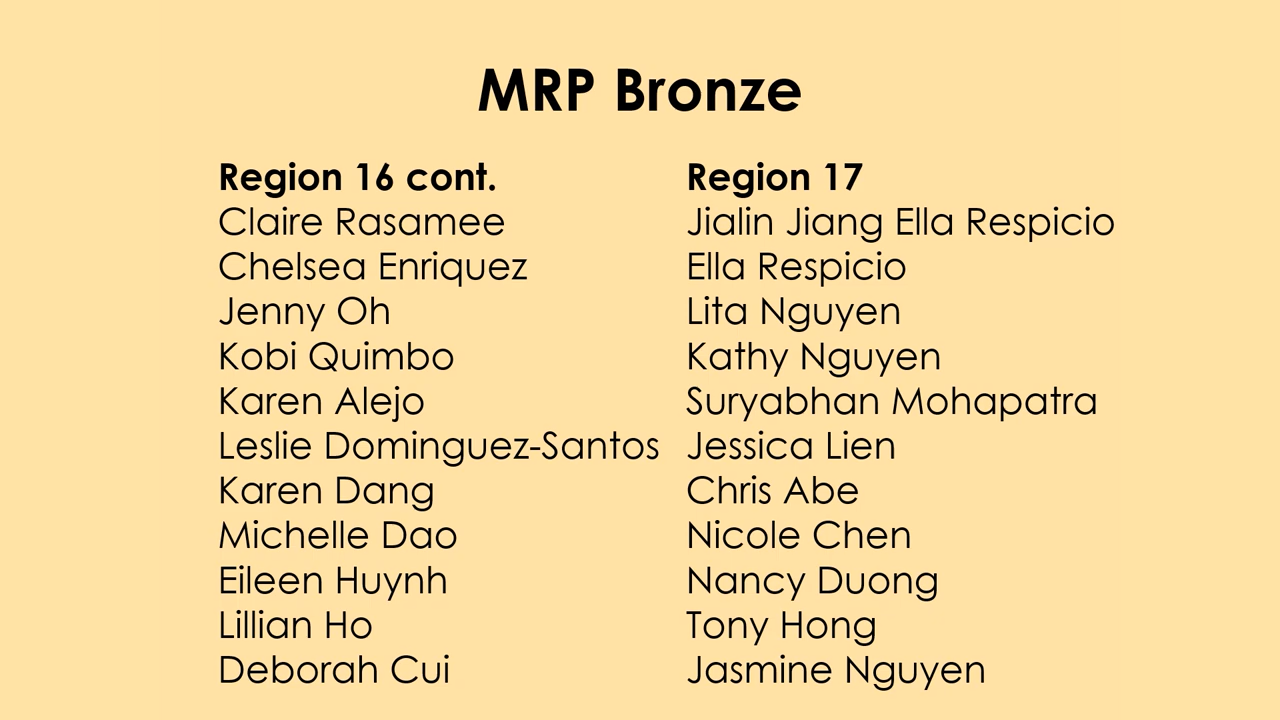 MRP Bronze
Region 16 cont.
Claire Rasamee
Chelsea Enriquez
Jenny Oh
Kobi Quimbo
Karen Alejo
Leslie Dominguez-Santos
Karen Dang
Michelle Dao
Eileen Huynh
Lillian Ho
Deborah Cui
Region 17
Jialin Jiang Ella Respicio
Ella Respicio
Lita Nguyen
Kathy Nguyen
Suryabhan Mohapatra
Jessica Lien
Chris Abe
Nicole Chen
Nancy Duong
Tony Hong
Jasmine Nguyen